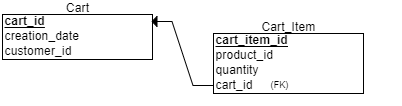 Cart
cart_id
creation_date
customer_id
Cart_Item
cart_item_id
product_id
quantity
cart_id (FK)